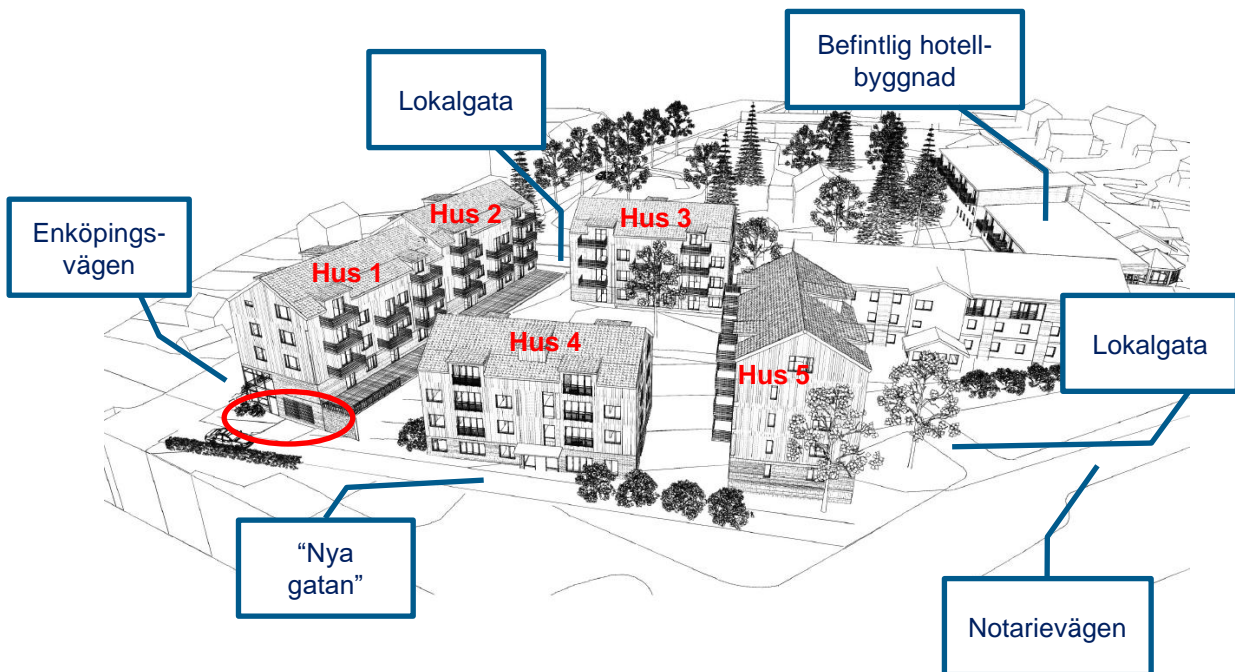 Befintlig hotell-
byggnad
Lokalgata
Hus 2
Hus 3
Enköpings-
vägen
Hus 1
Hus 4
Hus 5
Lokalgata
“Nya
gatan”
Notarievägen